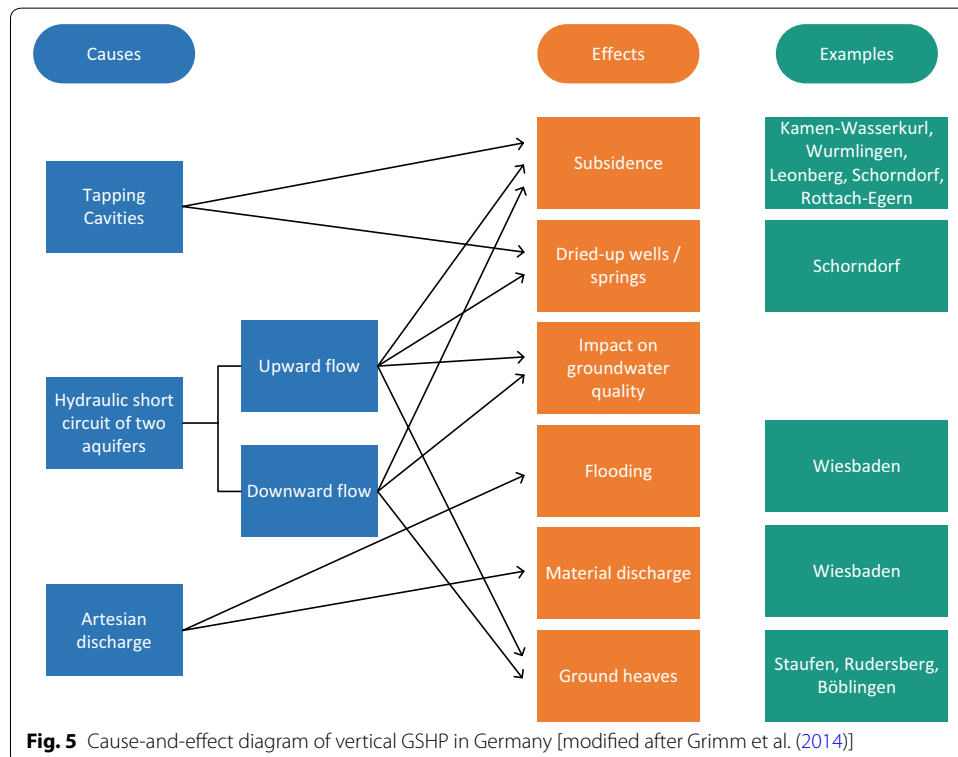 Causes
Effects
Examples
Tapping
Cavities
Subsidence
Kamen-Wasserkurl,
Wurmlingen,
Leonberg, Schorndorf,
Rottach-Egern
Dried-up wells /
springs
Schorndorf
Hydraulic short
circuit of two
aquifers
Upward flow
Impact on
groundwater
quality
Downward flow
Flooding
Wiesbaden
Material discharge
Wiesbaden
Artesian
discharge
Ground heaves
Staufen, Rudersberg,
Böblingen
Fig. 5 Cause-and-effect diagram of vertical GSHP in Germany [modified after Grimm et al. (2014)]